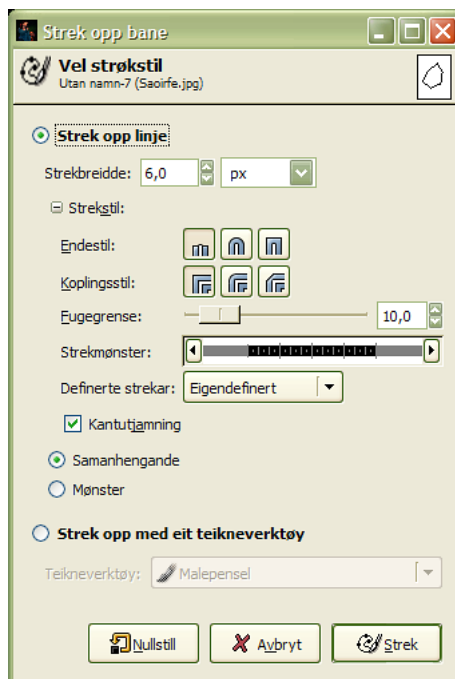 Strek opp bane
Vel strøkstil
Utan namn-7 (Saoirfe.jpg)
Strek opp linje
Strekbreidde: 6,0 px
Strekstil:
Endestil:
Koplingsstil:
Fugegrense: 10,0
Strekmønster:
Definerte strekar: Eigendefinert
Kantutjamning
Samanhengande
Mønster
Strek opp med eit teikneverktøy
Teikneverktøy: Malepensel
Nullstill Avbryt Strek